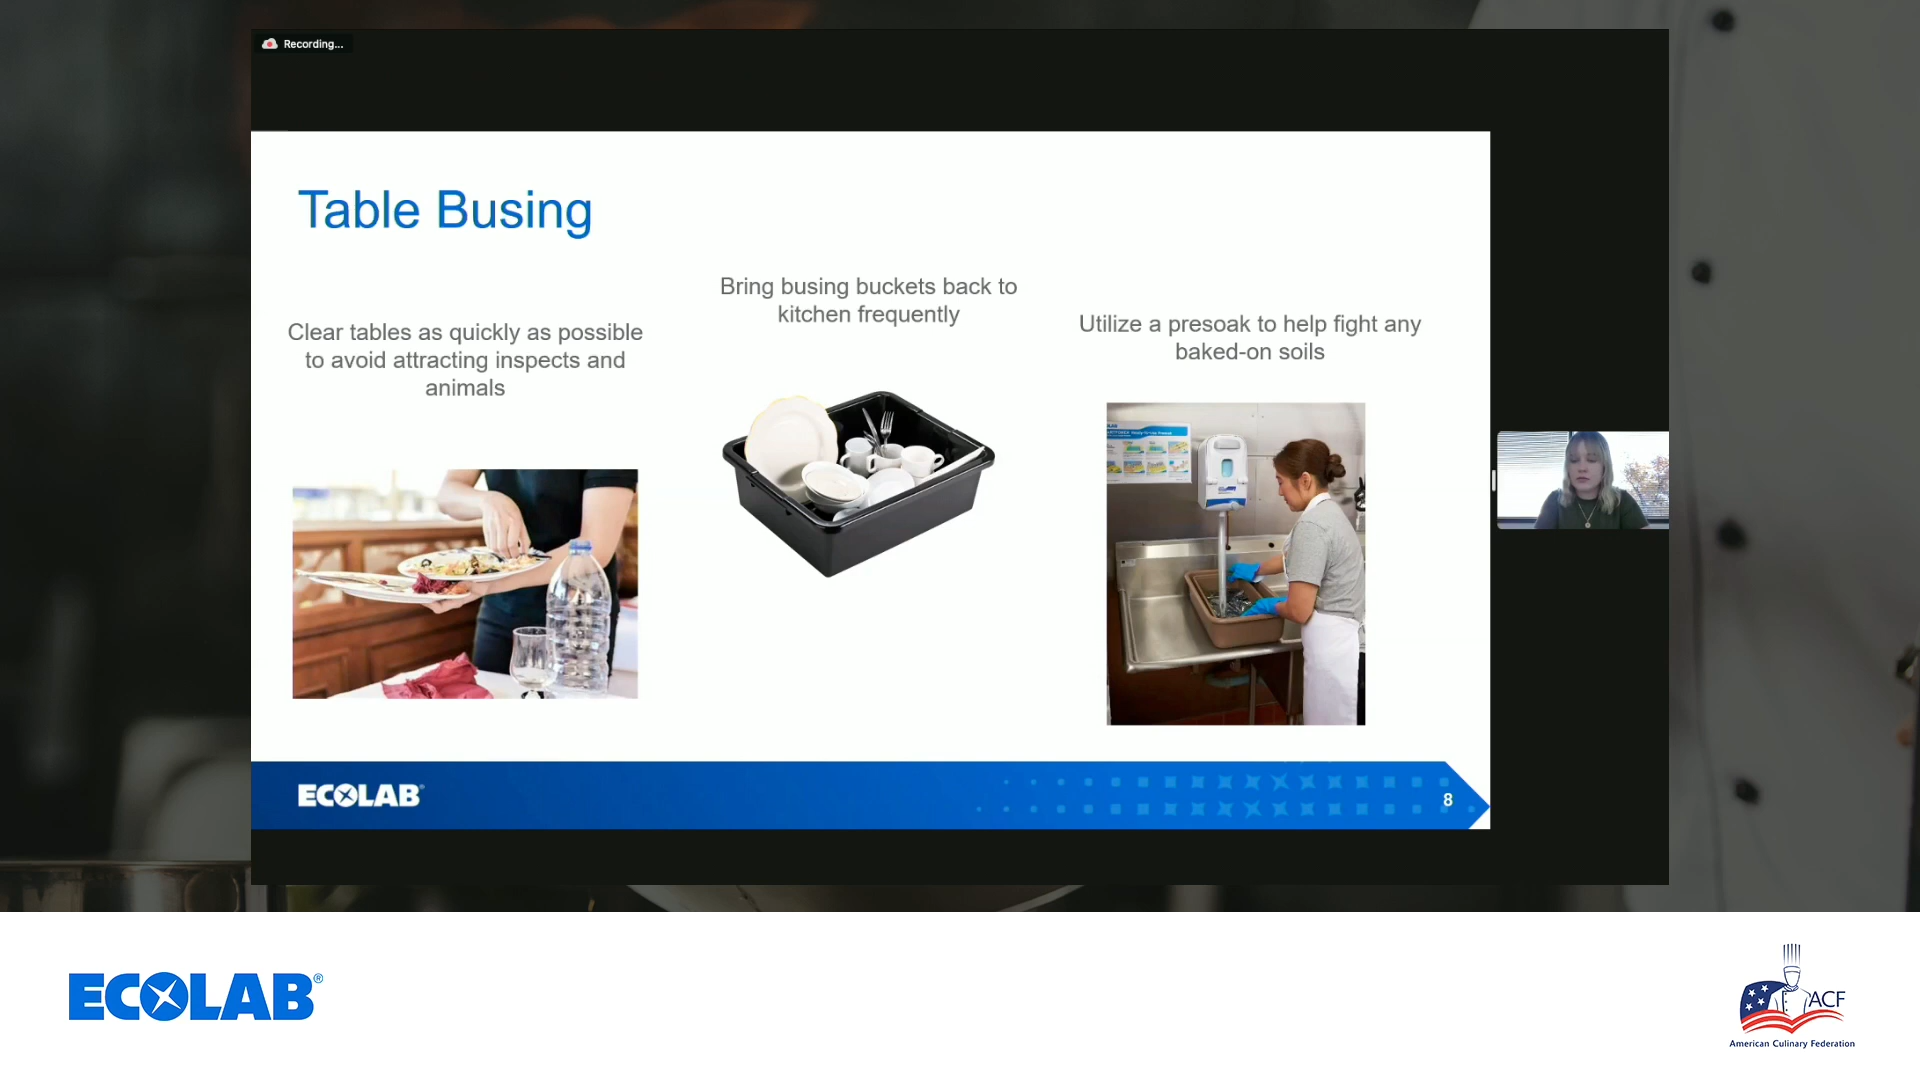 Recording...
Table Busing
Clear tables as quickly as possible
to avoid attracting inspects and
animals
Bring busing buckets back to
kitchen frequently
Utilize a presoak to help fight any
baked-on soils
ECOLAB®
8
ECOLAB®
ACF
American Culinary Federation